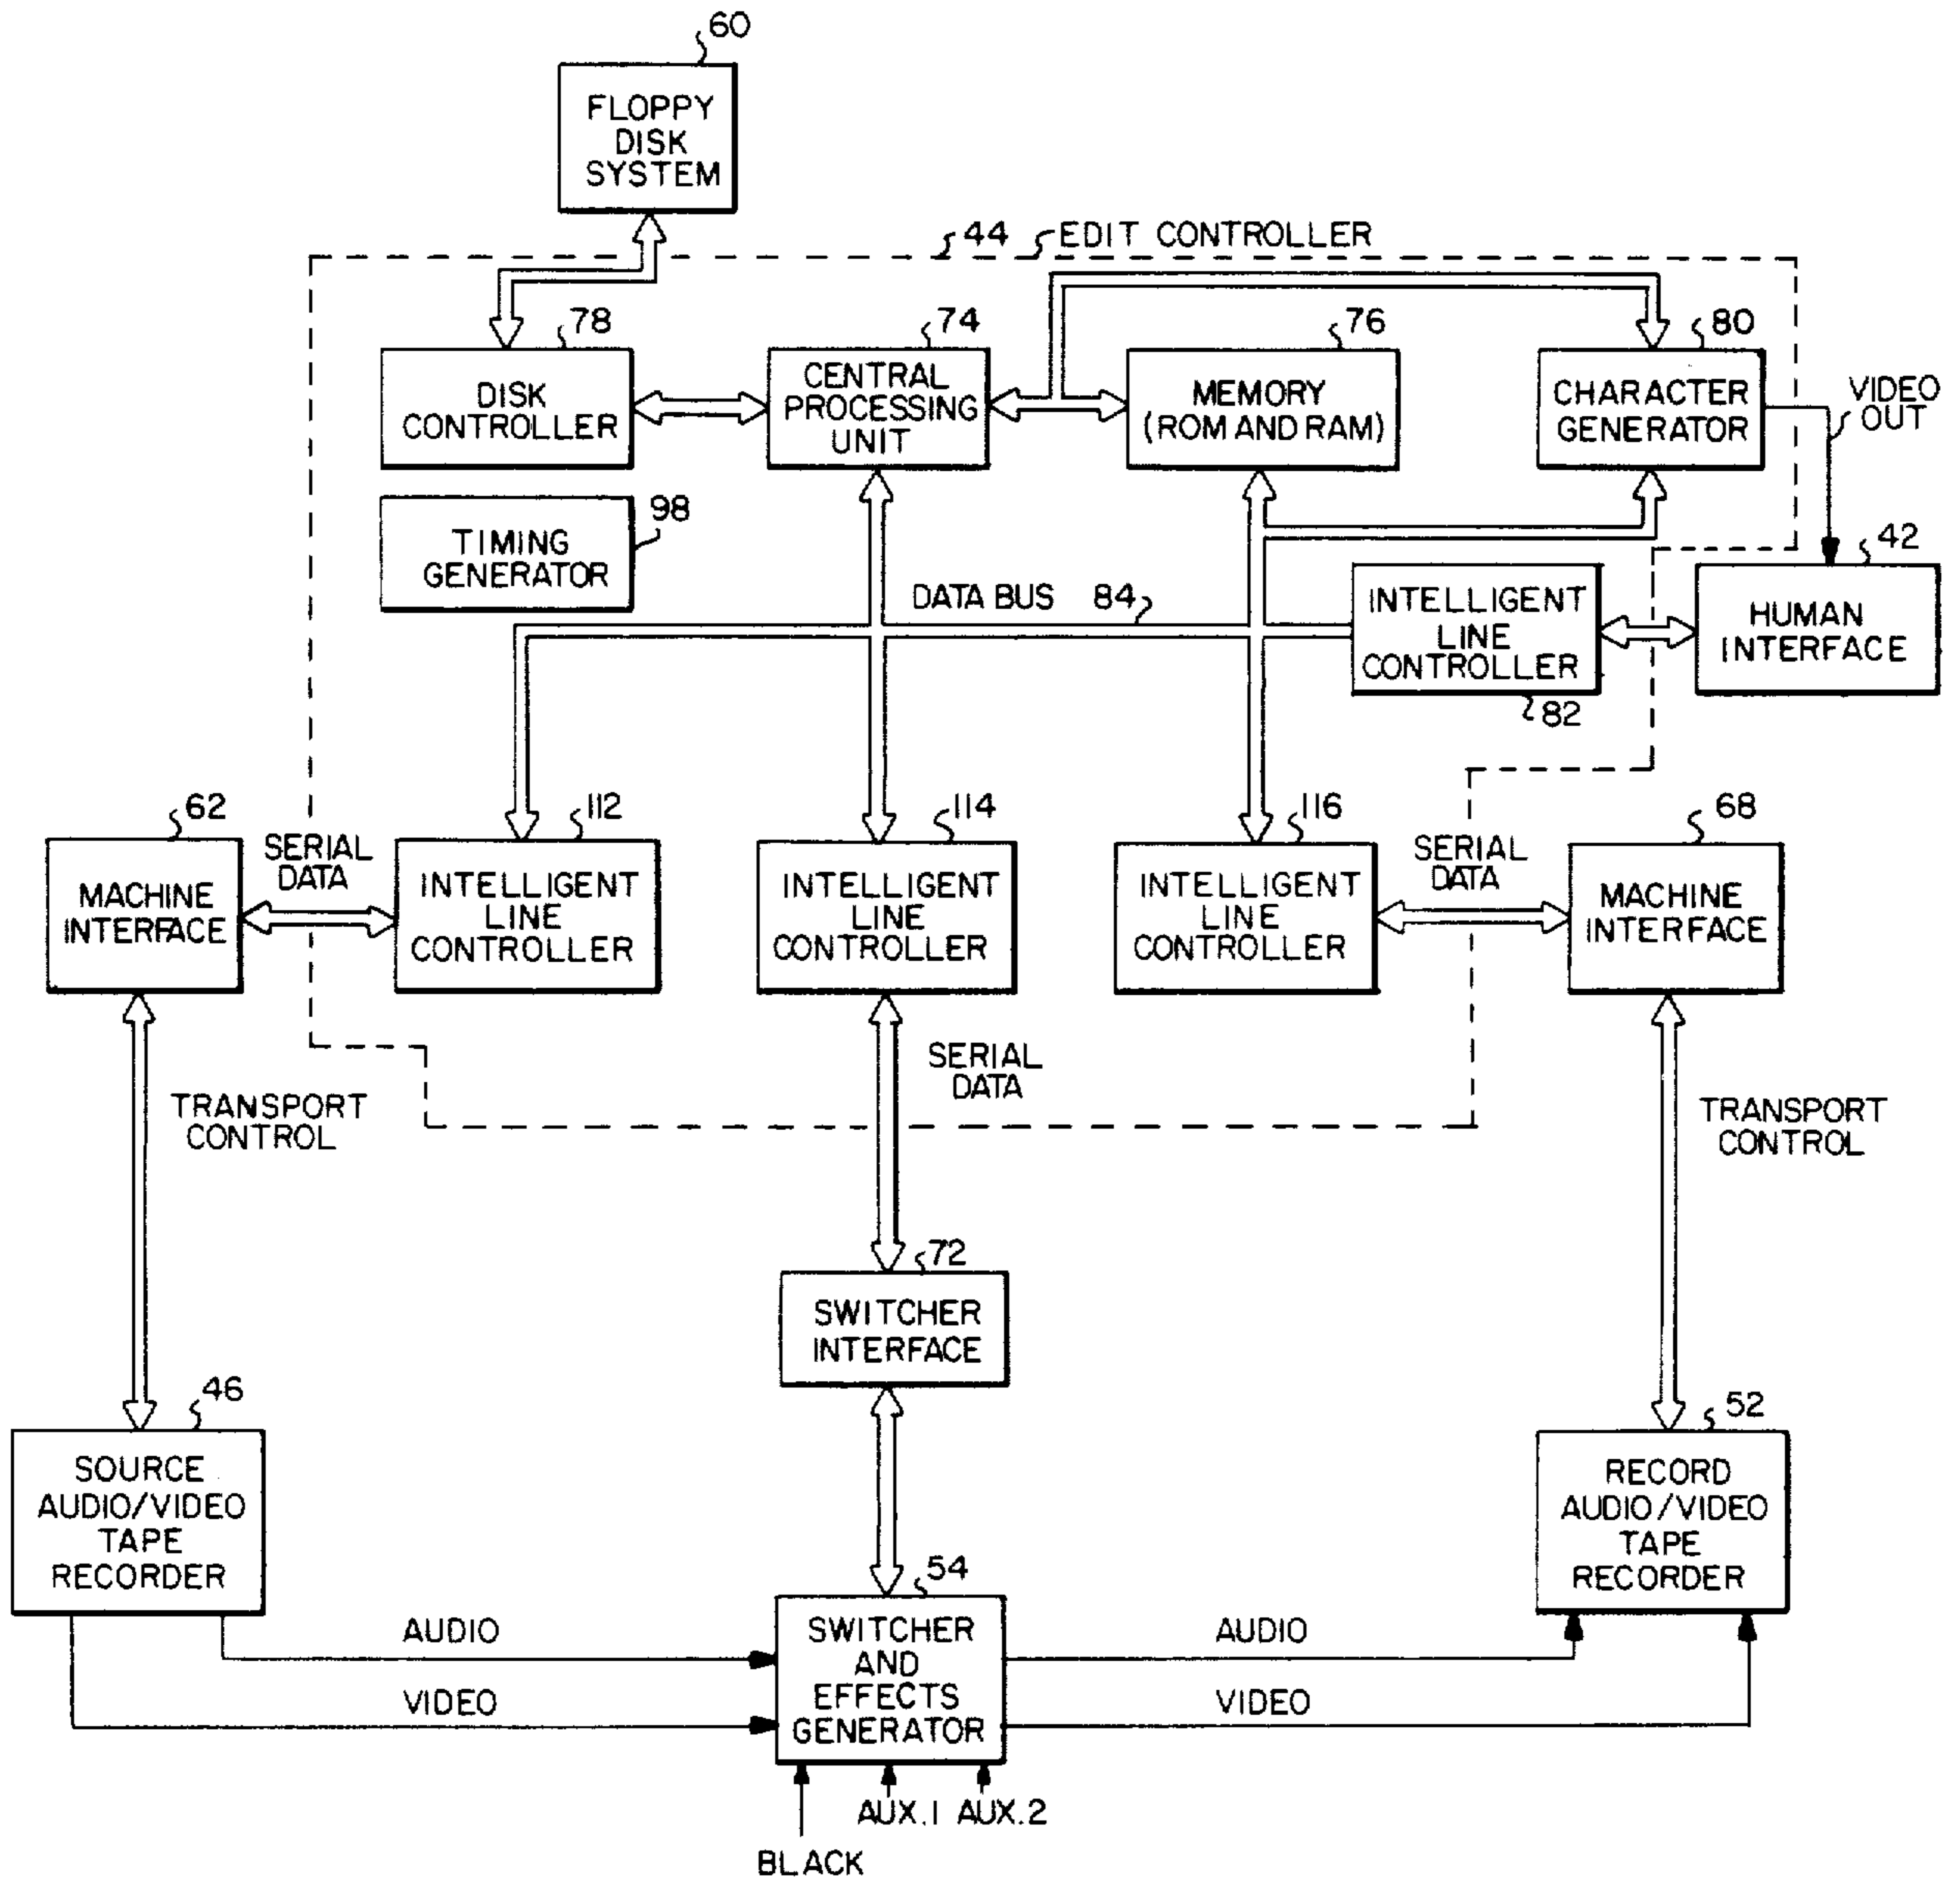 60
FLOPPY
DISK
SYSTEM
44 EDIT CONTROLLER
78
DISK
CONTROLLER
74
CENTRAL
PROCESSING
UNIT
76
MEMORY
(ROM AND RAM)
80
CHARACTER
GENERATOR
VIDEO
OUT
98
TIMING
GENERATOR
DATA BUS 84
INTELLIGENT
LINE
CONTROLLER
82
42
HUMAN
INTERFACE
62
MACHINE
INTERFACE
SERIAL
DATA
112
INTELLIGENT
LINE
CONTROLLER
114
INTELLIGENT
LINE
CONTROLLER
116
INTELLIGENT
LINE
CONTROLLER
SERIAL
DATA
68
MACHINE
INTERFACE
TRANSPORT
CONTROL
SERIAL
DATA
TRANSPORT
CONTROL
72
SWITCHER
INTERFACE
46
SOURCE
AUDIO/VIDEO
TAPE
RECORDER
52
RECORD
AUDIO/VIDEO
TAPE
RECORDER
54
SWITCHER
AND
EFFECTS
GENERATOR
AUDIO
VIDEO
AUDIO
VIDEO
AUX.1 AUX.2
BLACK